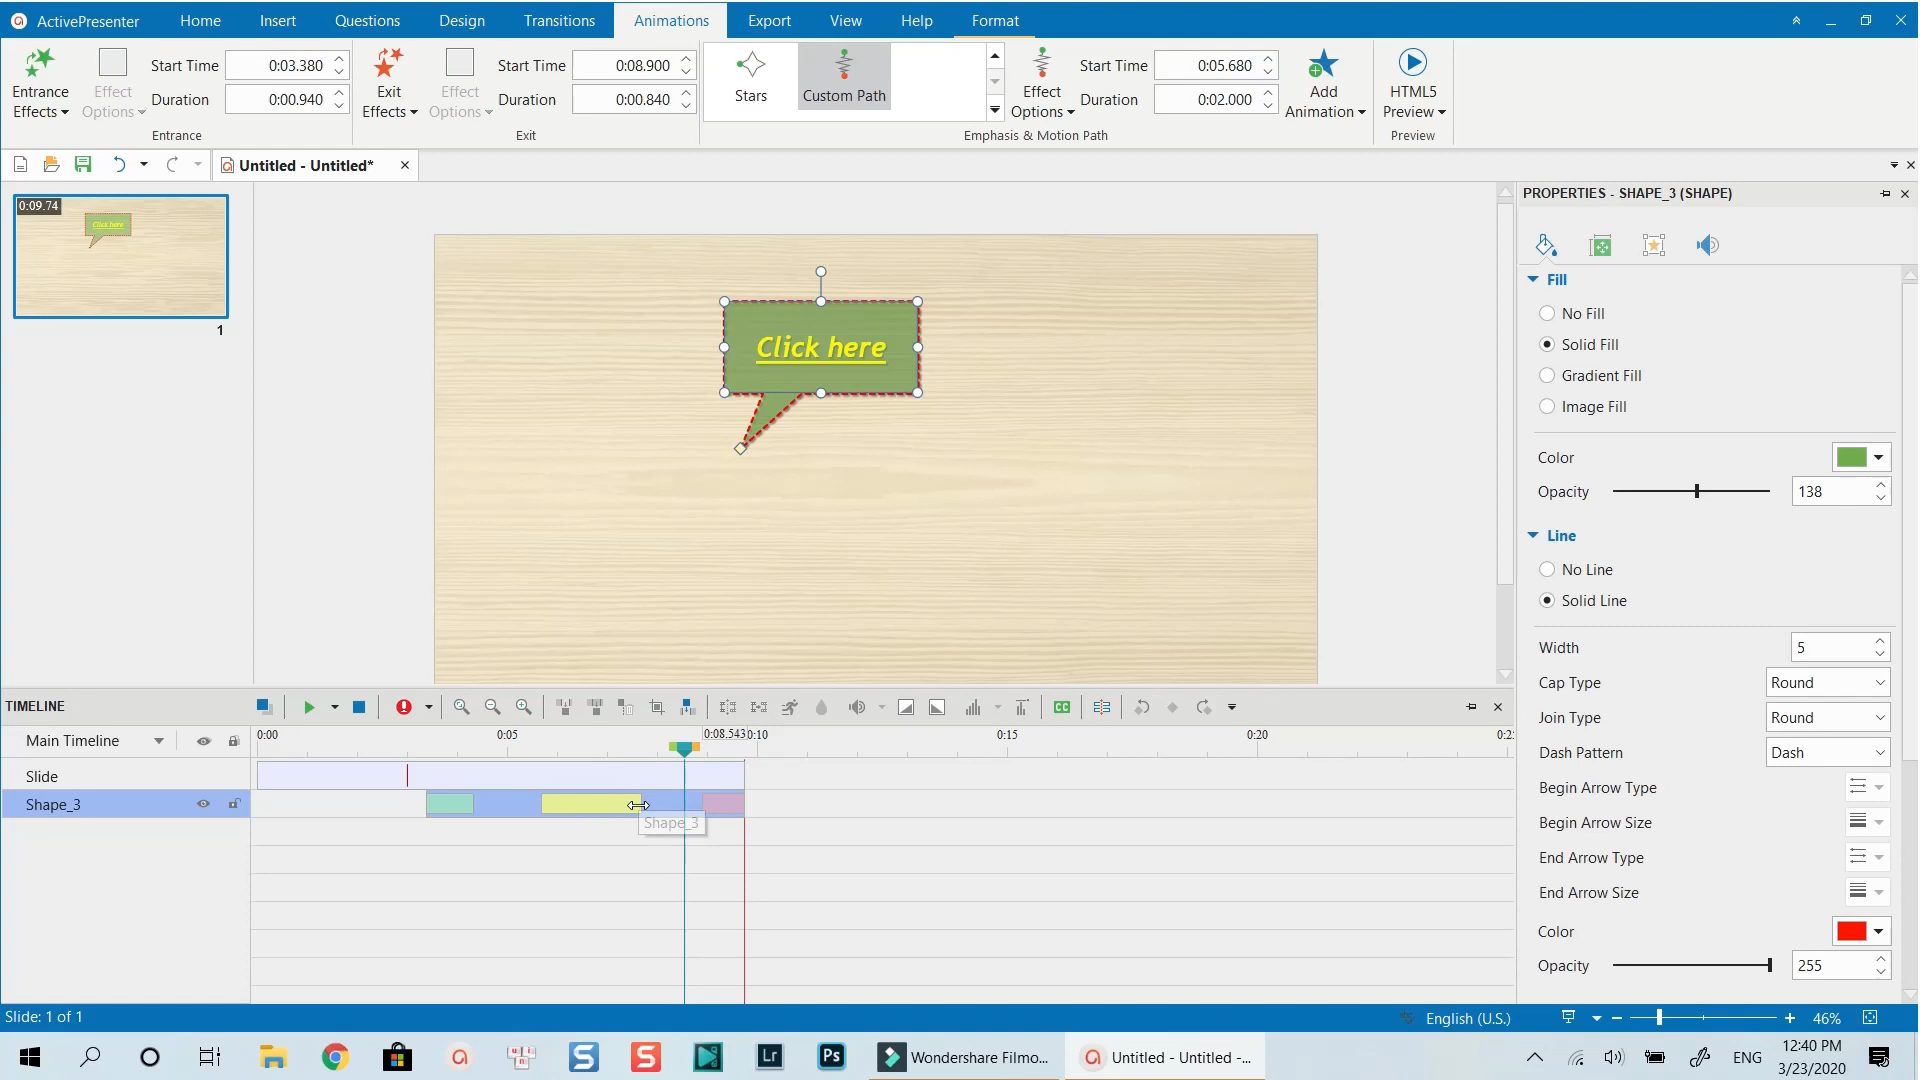 ActivePresenter
Home
Insert
Questions
Design
Transitions
Animations
Export
View
Help
Format
Entrance Effects
Effect Options
Start Time 0:03.380
Duration 0:00.940
Entrance
Exit Effects
Effect Options
Start Time 0:08.900
Duration 0:00.840
Exit
Stars
Custom Path
Effect Options
Start Time 0:05.680
Duration 0:02.000
Add Animation
Emphasis & Motion Path
HTML5 Preview
Preview
Untitled - Untitled*
0:09.74
Click here
1
Click here
PROPERTIES - SHAPE_3 (SHAPE)
Fill
No Fill
Solid Fill
Gradient Fill
Image Fill
Color
Opacity 138
Line
No Line
Solid Line
Width 5
Cap Type Round
Join Type Round
Dash Pattern Dash
Begin Arrow Type
Begin Arrow Size
End Arrow Type
End Arrow Size
Color
Opacity 255
TIMELINE
CC
Main Timeline
0:00 0:05 0:08.543 0:10 0:15 0:20
Slide
Shape_3
Shape_3
Slide: 1 of 1
English (U.S.)
46%
Lr
Ps
Wondershare Filmo...
Untitled - Untitled -...
ENG
12:40 PM
3/23/2020